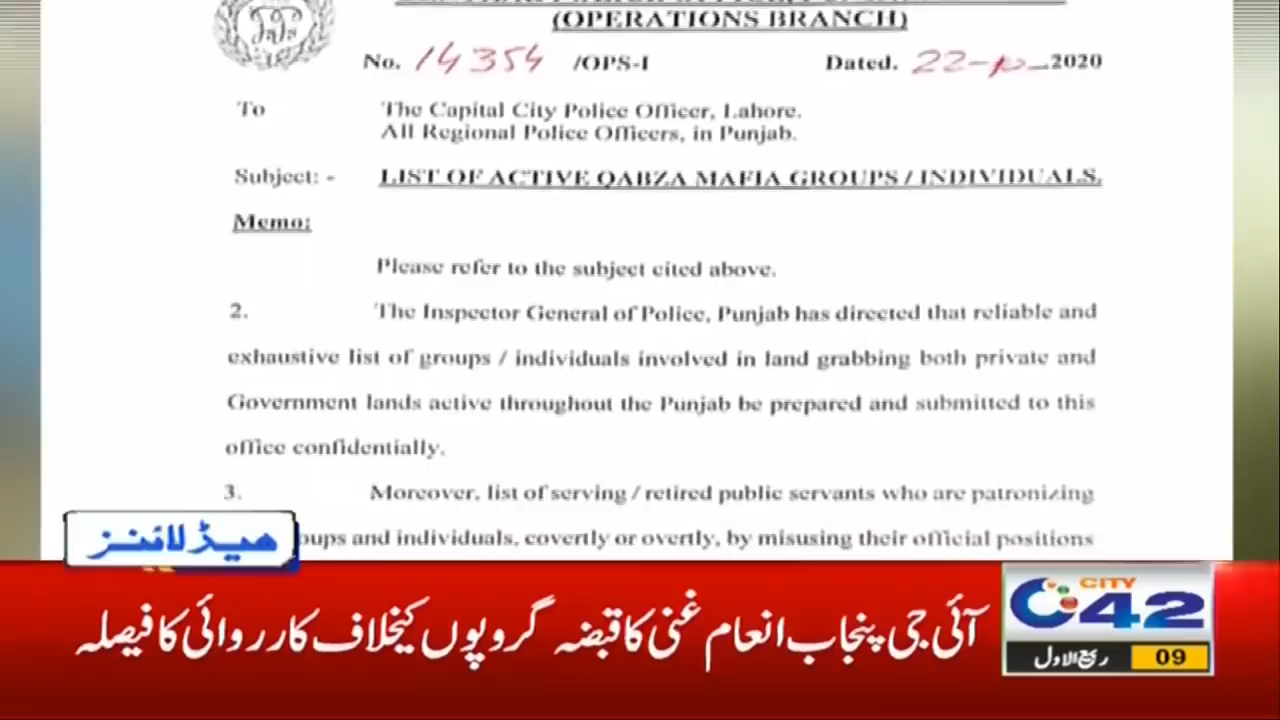 (OPERATIONS BRANCH)
No. 14354 /OPS-I Dated. 22-10-2020
To The Capital City Police Officer, Lahore.
All Regional Police Officers, in Punjab.
Subject: - LIST OF ACTIVE QABZA MAFIA GROUPS / INDIVIDUALS.
Memo:
Please refer to the subject cited above.
2. The Inspector General of Police, Punjab has directed that reliable and
exhaustive list of groups / individuals involved in land grabbing both private and
Government lands active throughout the Punjab be prepared and submitted to this
office confidentially.
3. Moreover, list of serving / retired public servants who are patronizing
oups and individuals, covertly or overtly, by misusing their official positions
ہیڈلائنز
آئی جی پنجاب انعام غنی کا قبضہ گروپوں کیخلاف کارروائی کا فیصلہ
CITY
42
ربیع الاول 09